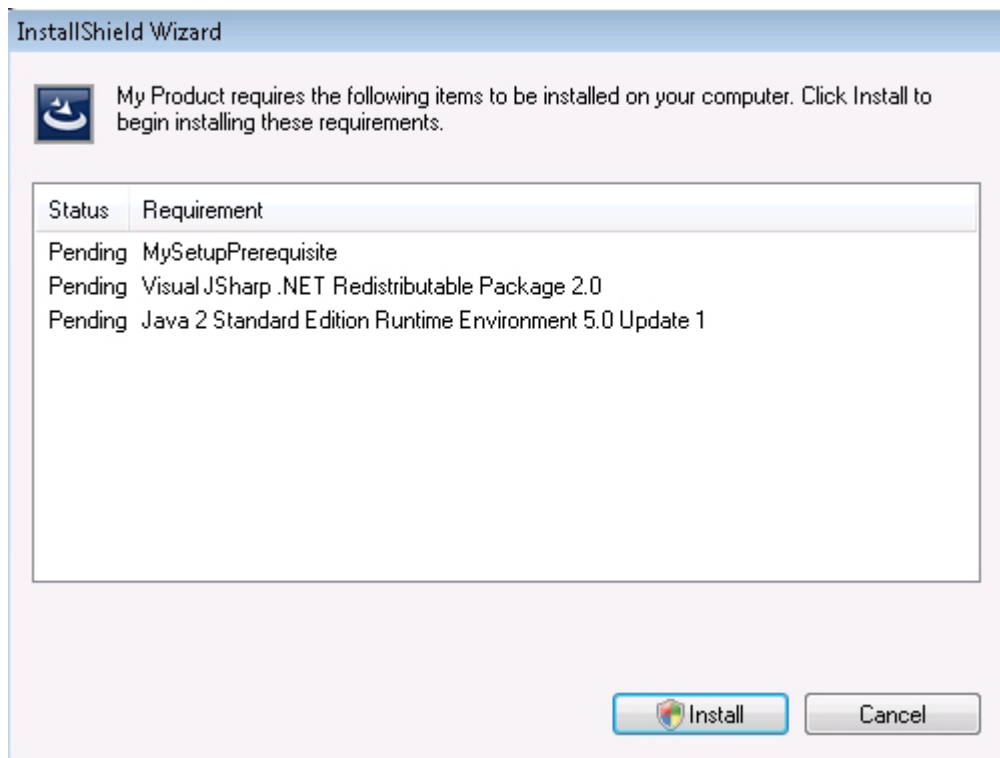 InstallShield Wizard
My Product requires the following items to be installed on your computer. Click Install to
begin installing these requirements.
Status Requirement
Pending MySetupPrerequisite
Pending Visual JSharp .NET Redistributable Package 2.0
Pending Java 2 Standard Edition Runtime Environment 5.0 Update 1
Install Cancel